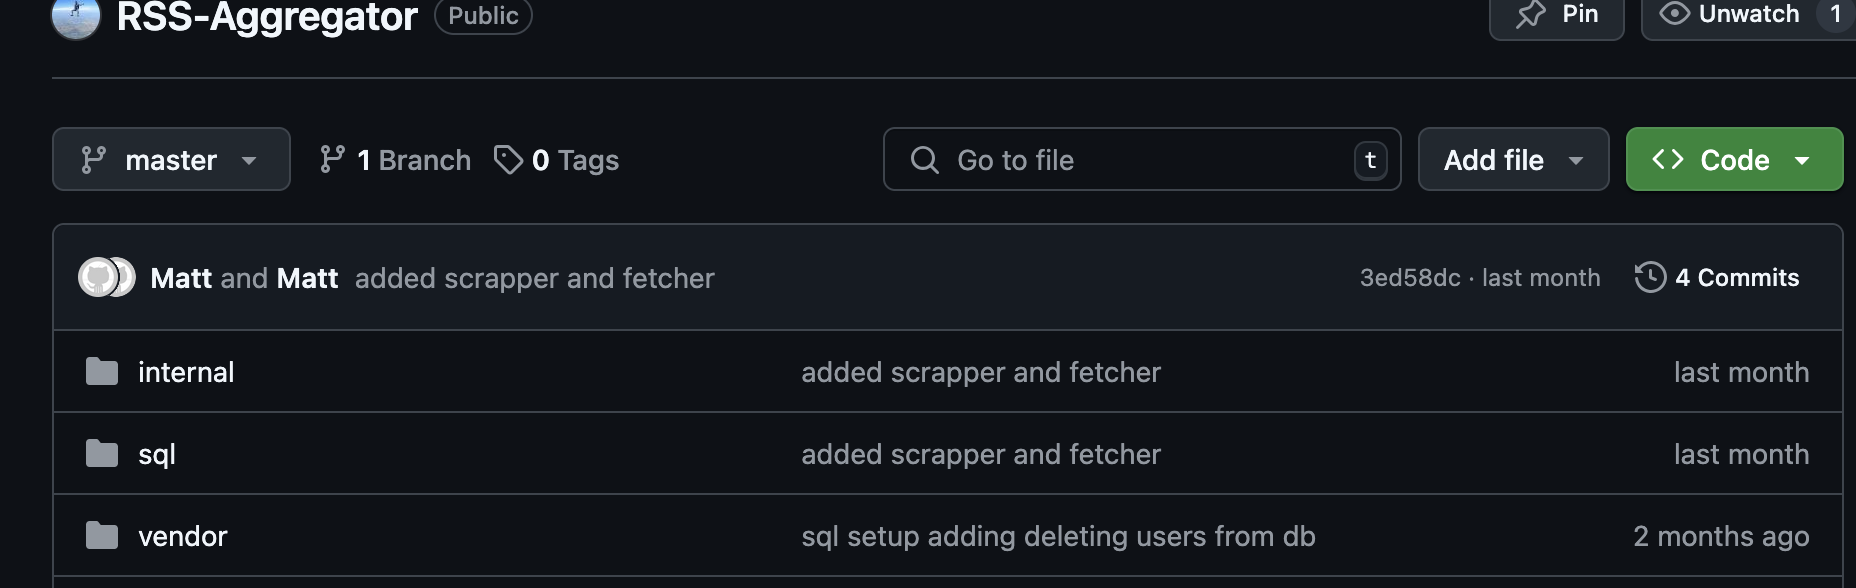 RSS-Aggregator Public Pin Unwatch 1
master 1 Branch 0 Tags Go to file t Add file Code
Matt and Matt added scrapper and fetcher 3ed58dc · last month 4 Commits
internal added scrapper and fetcher last month
sql added scrapper and fetcher last month
vendor sql setup adding deleting users from db 2 months ago